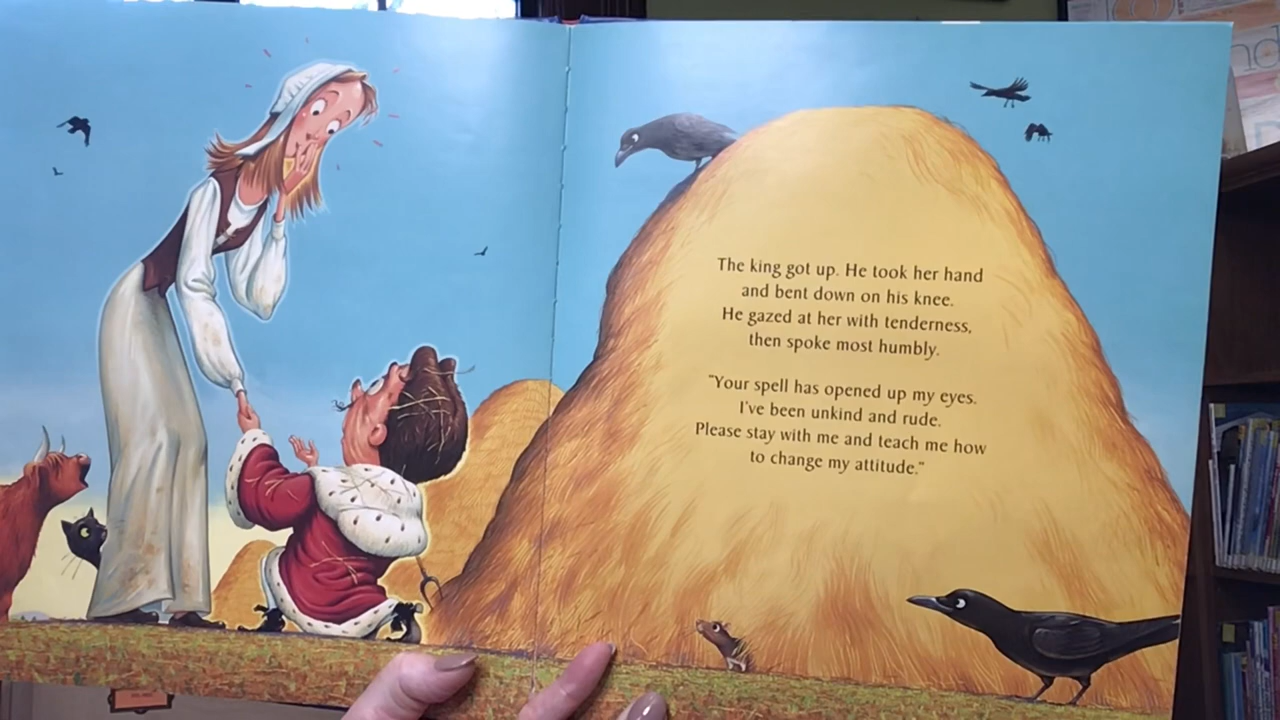 The king got up. He took her hand
and bent down on his knee.
He gazed at her with tenderness,
then spoke most humbly.
"Your spell has opened up my eyes.
I've been unkind and rude.
Please stay with me and teach me how
to change my attitude."
nd